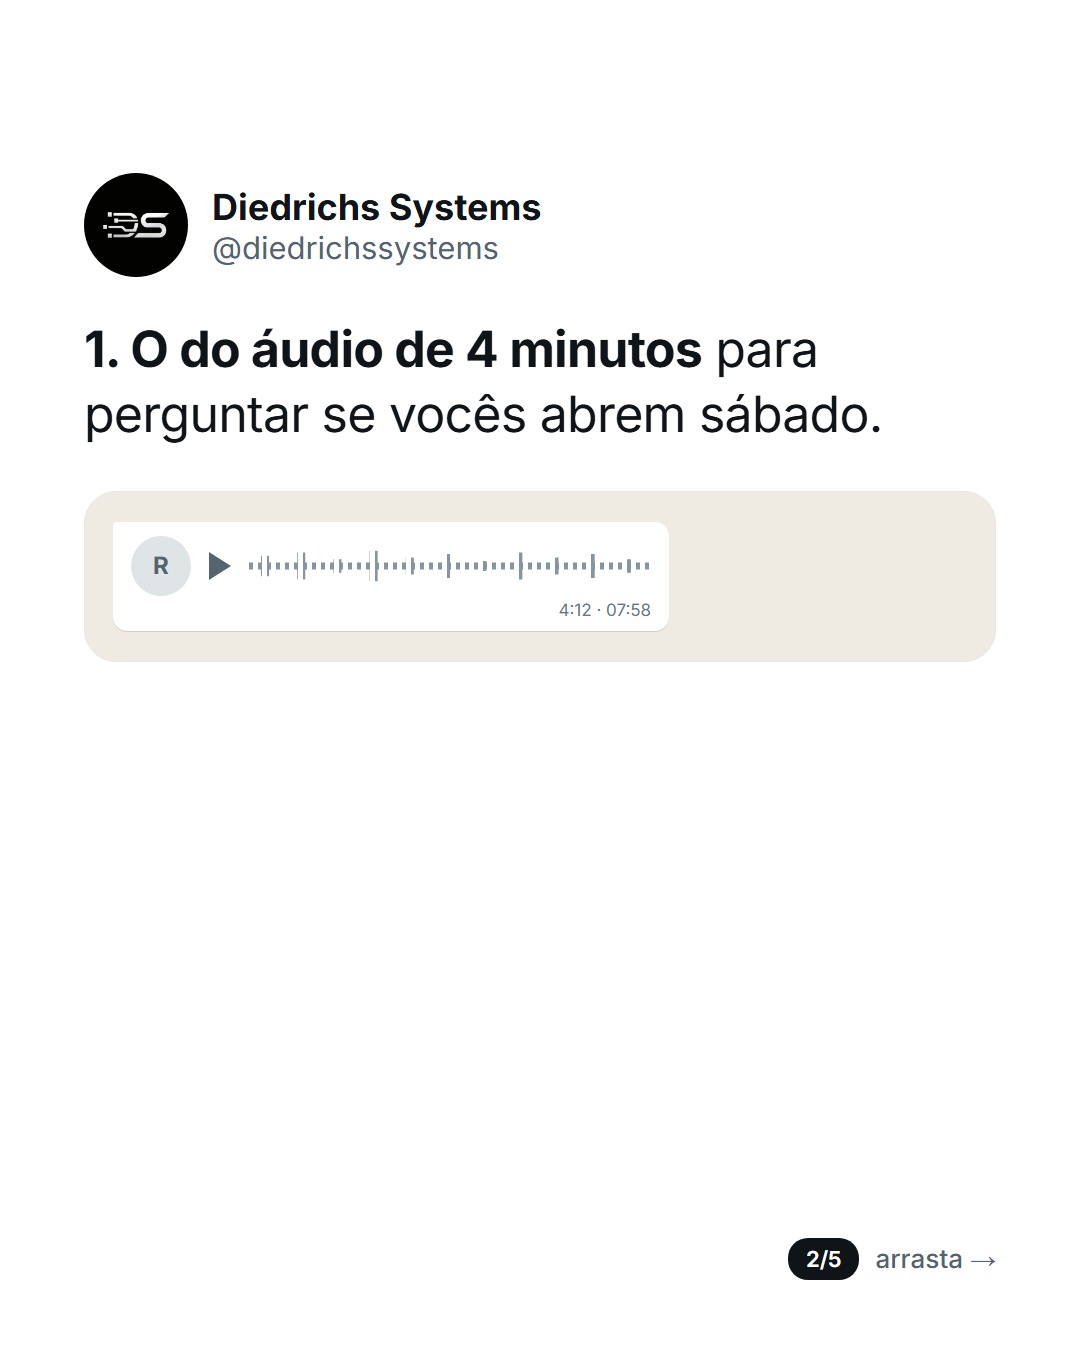 DS
Diedrichs Systems
@diedrichssystems
1. O do áudio de 4 minutos para
perguntar se vocês abrem sábado.
R
4:12 · 07:58
2/5 arrasta →